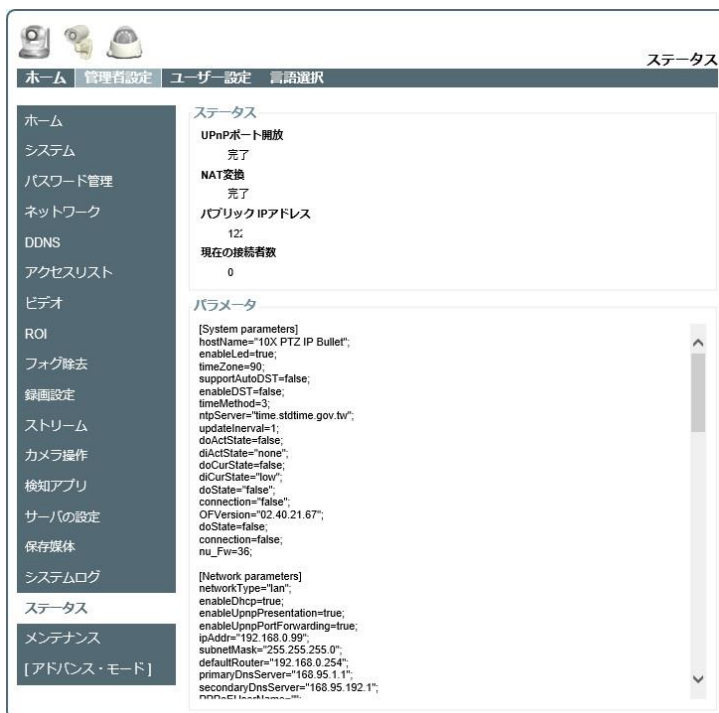 ステータス
ホーム 管理者設定 ユーザー設定 言語選択
ホーム
システム
パスワード管理
ネットワーク
DDNS
アクセスリスト
ビデオ
ROI
フォグ除去
録画設定
ストリーム
カメラ操作
検知アプリ
サーバの設定
保存媒体
システムログ
ステータス
メンテナンス
[アドバンス・モード]
ステータス
UPnPポート開放
完了
NAT変換
完了
パブリック IPアドレス
122
現在の接続者数
0
パラメータ
[System parameters]
hostName="10X PTZ IP Bullet";
enableLed=true;
timeZone=90;
supportAutoDST=false;
enableDST=false;
timeMethod=3;
ntpServer="time.stdtime.gov.tw";
updateInerval=1;
doActState=false;
diActState="none";
doCurState=false;
diCurState="low";
doState="false";
connection="false";
OFVersion="02.40.21.67";
doState=false;
connection=false;
nu_Fw=36;
[Network parameters]
networkType="lan";
enableDhcp=true;
enableUpnpPresentation=true;
enableUpnpPortForwarding=true;
ipAddr="192.168.0.99";
subnetMask="255.255.255.0";
defaultRouter="192.168.0.254";
primaryDnsServer="168.95.1.1";
secondaryDnsServer="168.95.192.1";